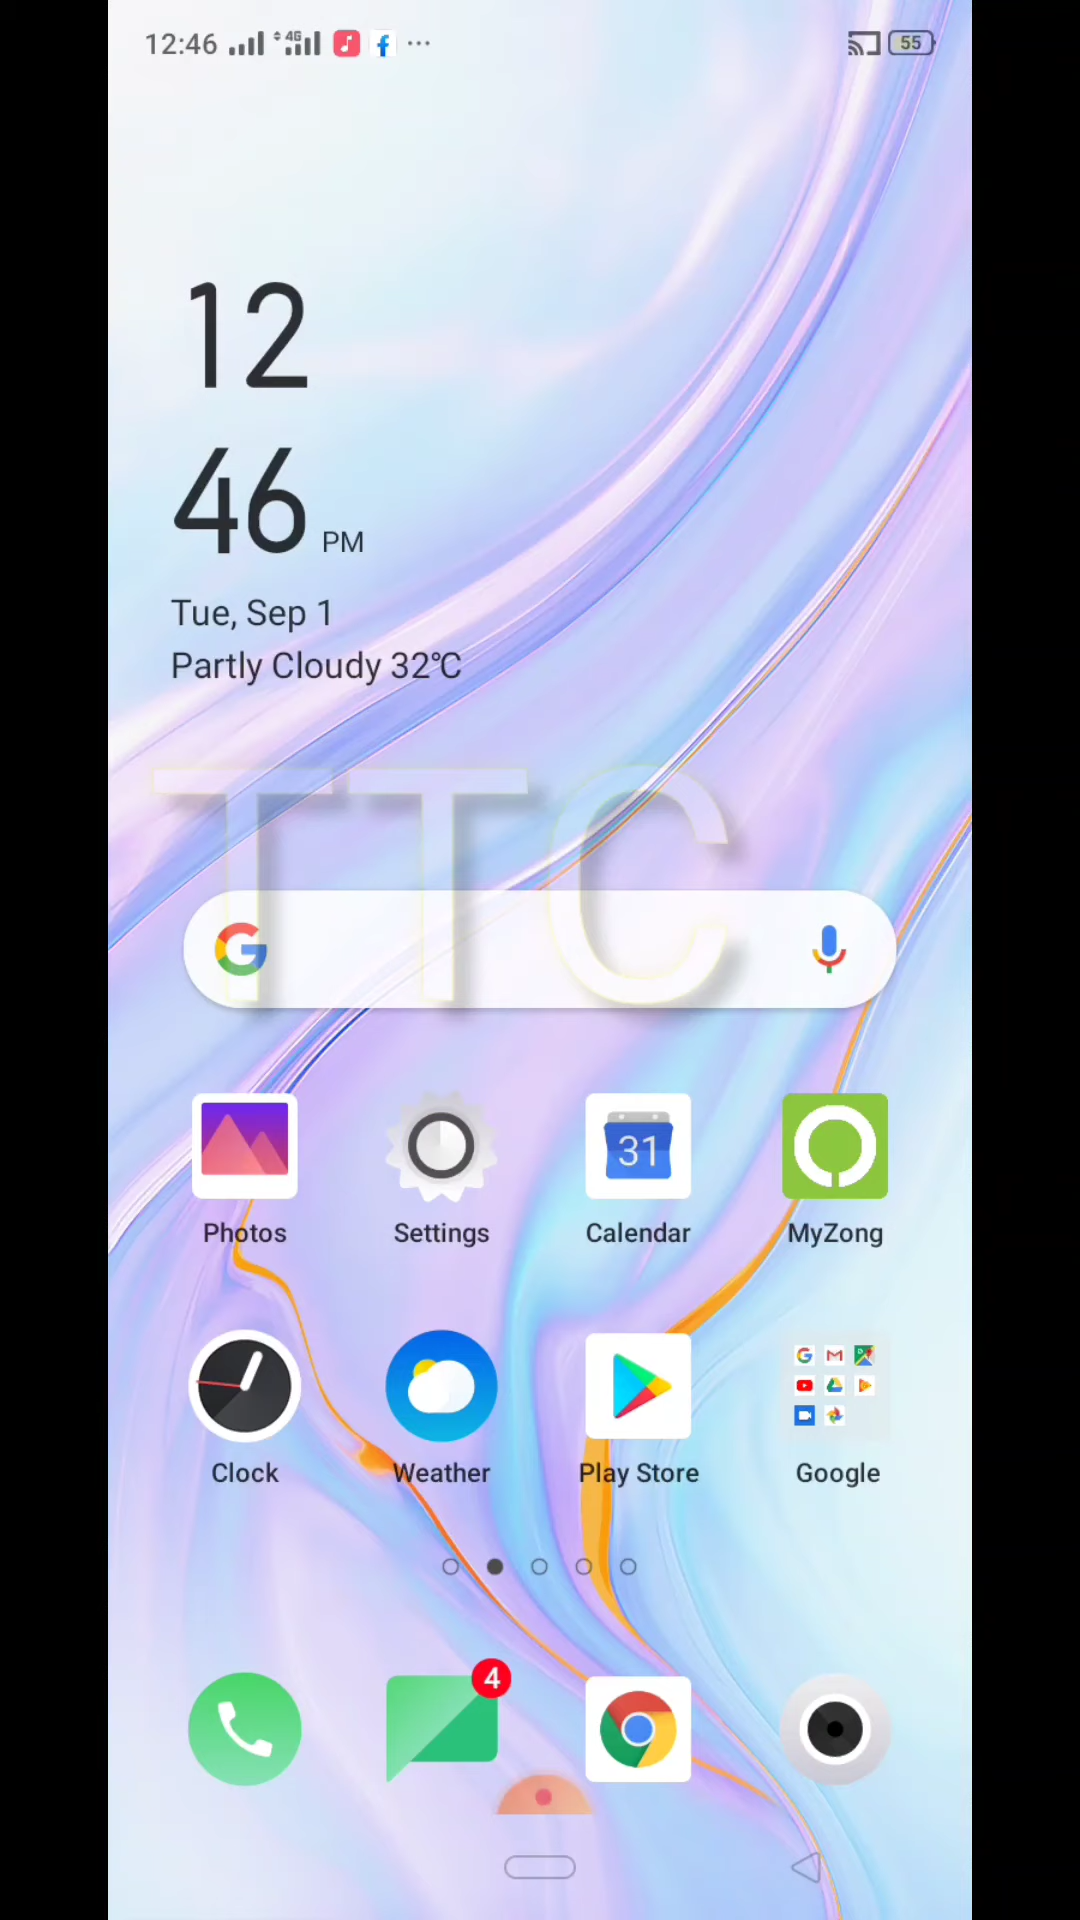 12:46 4G 55
12
46 PM
Tue, Sep 1
Partly Cloudy 32℃
TTC
G
31
Photos Settings Calendar MyZong
Clock Weather Play Store Google
4